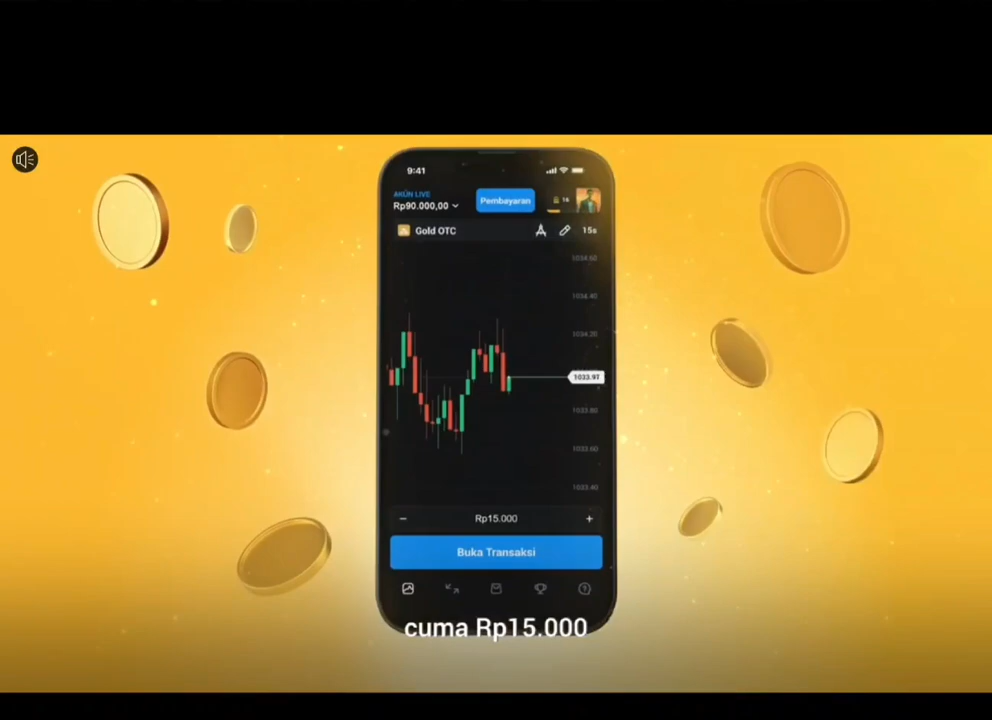 9:41
AKUN LIVE
Rp90.000,00
Pembayaran
16
Gold OTC
15s
1034.60
1034.40
1034.20
1033.97
1033.80
1033.60
1033.40
− Rp15.000 +
Buka Transaksi
cuma Rp15.000